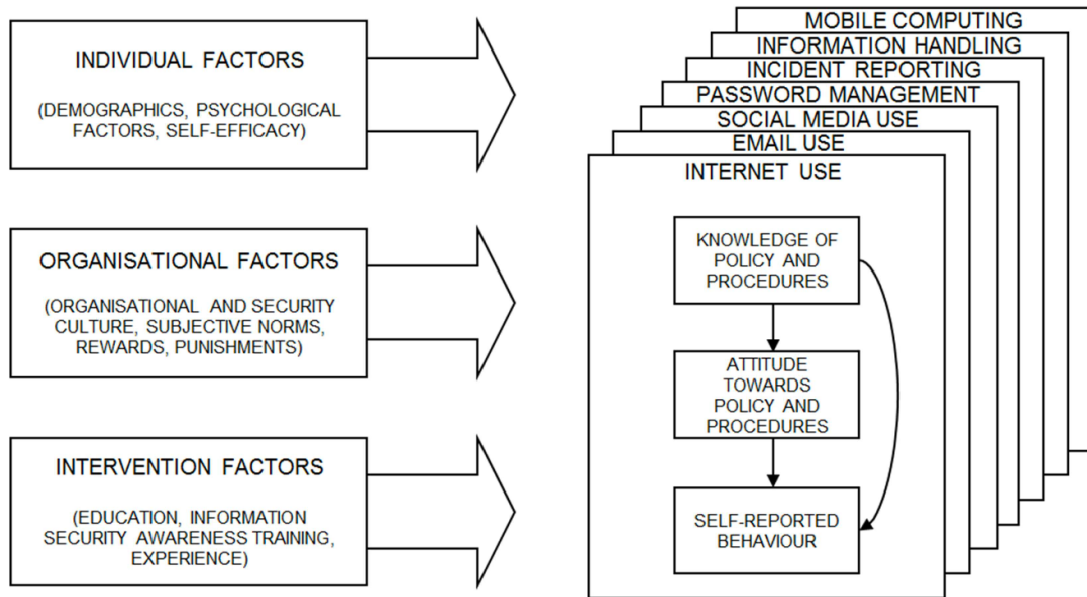 INDIVIDUAL FACTORS
(DEMOGRAPHICS, PSYCHOLOGICAL
FACTORS, SELF-EFFICACY)
ORGANISATIONAL FACTORS
(ORGANISATIONAL AND SECURITY
CULTURE, SUBJECTIVE NORMS,
REWARDS, PUNISHMENTS)
INTERVENTION FACTORS
(EDUCATION, INFORMATION
SECURITY AWARENESS TRAINING,
EXPERIENCE)
MOBILE COMPUTING
INFORMATION HANDLING
INCIDENT REPORTING
PASSWORD MANAGEMENT
SOCIAL MEDIA USE
EMAIL USE
INTERNET USE
KNOWLEDGE OF
POLICY AND
PROCEDURES
ATTITUDE
TOWARDS
POLICY AND
PROCEDURES
SELF-REPORTED
BEHAVIOUR